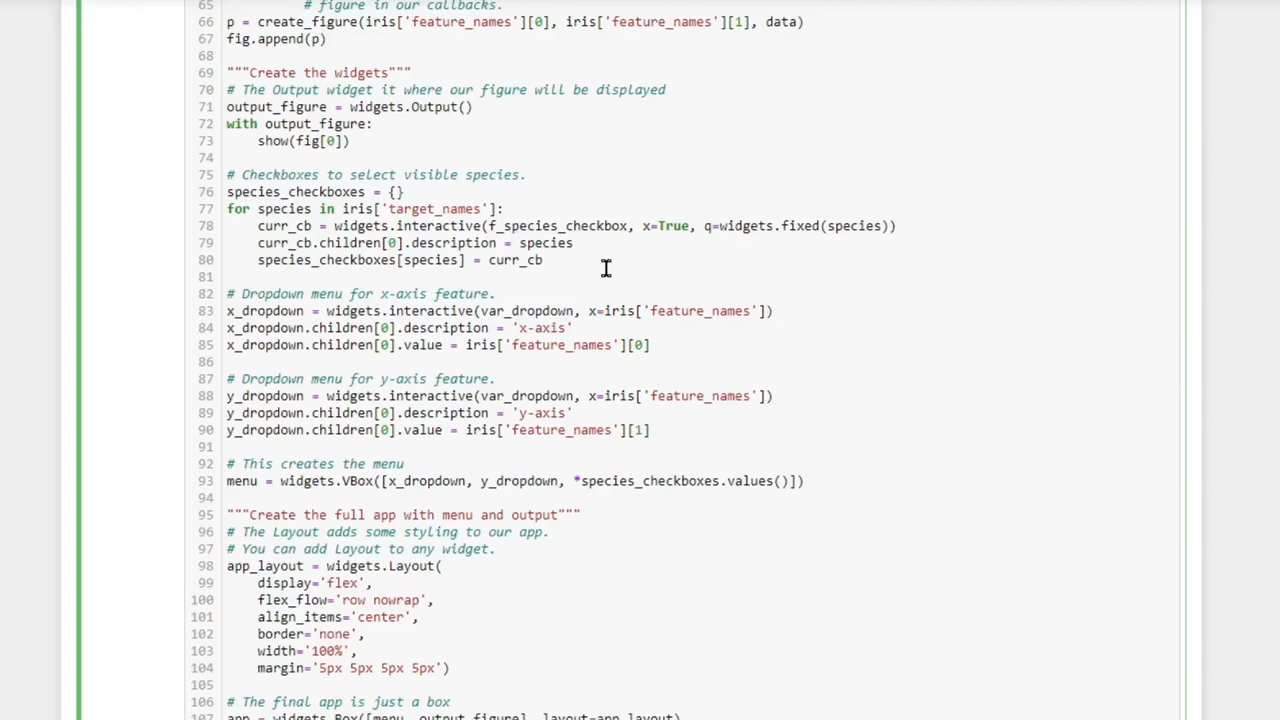 65 # figure in our callbacks.
66 p = create_figure(iris['feature_names'][0], iris['feature_names'][1], data)
67 fig.append(p)
68
69 """Create the widgets"""
70 # The Output widget it where our figure will be displayed
71 output_figure = widgets.Output()
72 with output_figure:
73 show(fig[0])
74
75 # Checkboxes to select visible species.
76 species_checkboxes = {}
77 for species in iris['target_names']:
78 curr_cb = widgets.interactive(f_species_checkbox, x=True, q=widgets.fixed(species))
79 curr_cb.children[0].description = species
80 species_checkboxes[species] = curr_cb
81
82 # Dropdown menu for x-axis feature.
83 x_dropdown = widgets.interactive(var_dropdown, x=iris['feature_names'])
84 x_dropdown.children[0].description = 'x-axis'
85 x_dropdown.children[0].value = iris['feature_names'][0]
86
87 # Dropdown menu for y-axis feature.
88 y_dropdown = widgets.interactive(var_dropdown, x=iris['feature_names'])
89 y_dropdown.children[0].description = 'y-axis'
90 y_dropdown.children[0].value = iris['feature_names'][1]
91
92 # This creates the menu
93 menu = widgets.VBox([x_dropdown, y_dropdown, *species_checkboxes.values()])
94
95 """Create the full app with menu and output"""
96 # The Layout adds some styling to our app.
97 # You can add Layout to any widget.
98 app_layout = widgets.Layout(
99 display='flex',
100 flex_flow='row nowrap',
101 align_items='center',
102 border='none',
103 width='100%',
104 margin='5px 5px 5px 5px')
105
106 # The final app is just a box
107 app = widgets.Box([menu, output_figure], layout=app_layout)